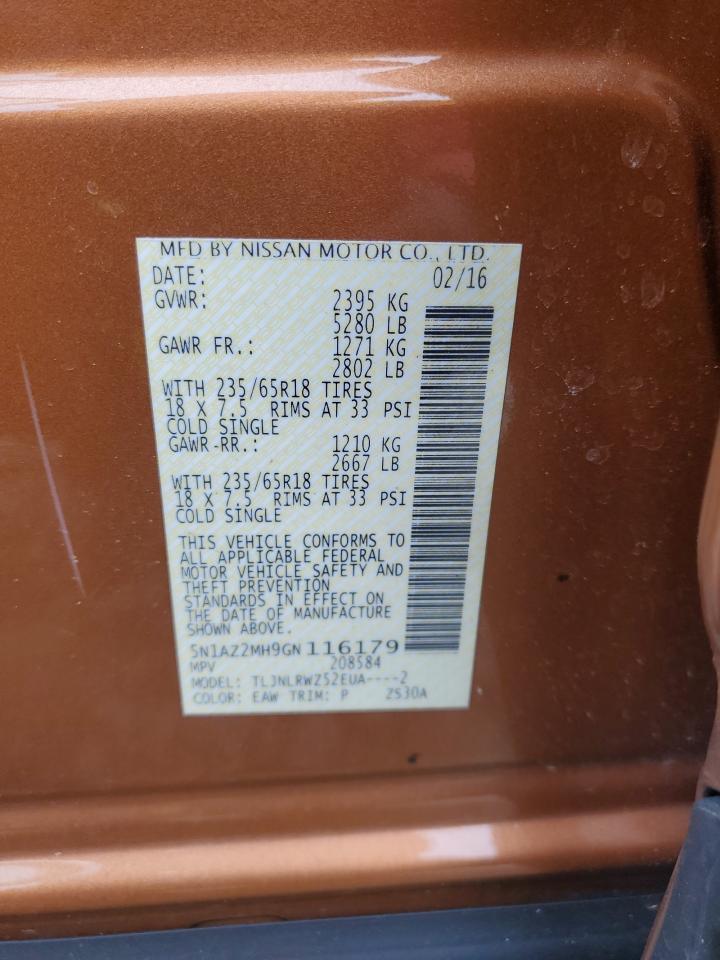 MFD BY NISSAN MOTOR CO., LTD.
DATE: 02/16
GVWR: 2395 KG
5280 LB
GAWR FR.: 1271 KG
2802 LB
WITH 235/65R18 TIRES
18 X 7.5 RIMS AT 33 PSI
COLD SINGLE
GAWR-RR.: 1210 KG
2667 LB
WITH 235/65R18 TIRES
18 X 7.5 RIMS AT 33 PSI
COLD SINGLE
THIS VEHICLE CONFORMS TO
ALL APPLICABLE FEDERAL
MOTOR VEHICLE SAFETY AND
THEFT PREVENTION
STANDARDS IN EFFECT ON
THE DATE OF MANUFACTURE
SHOWN ABOVE.
5N1AZ2MH9GN116179
MPV 208584
MODEL: TLJNLRWZ52EUA----2
COLOR: EAW TRIM: P ZS30A